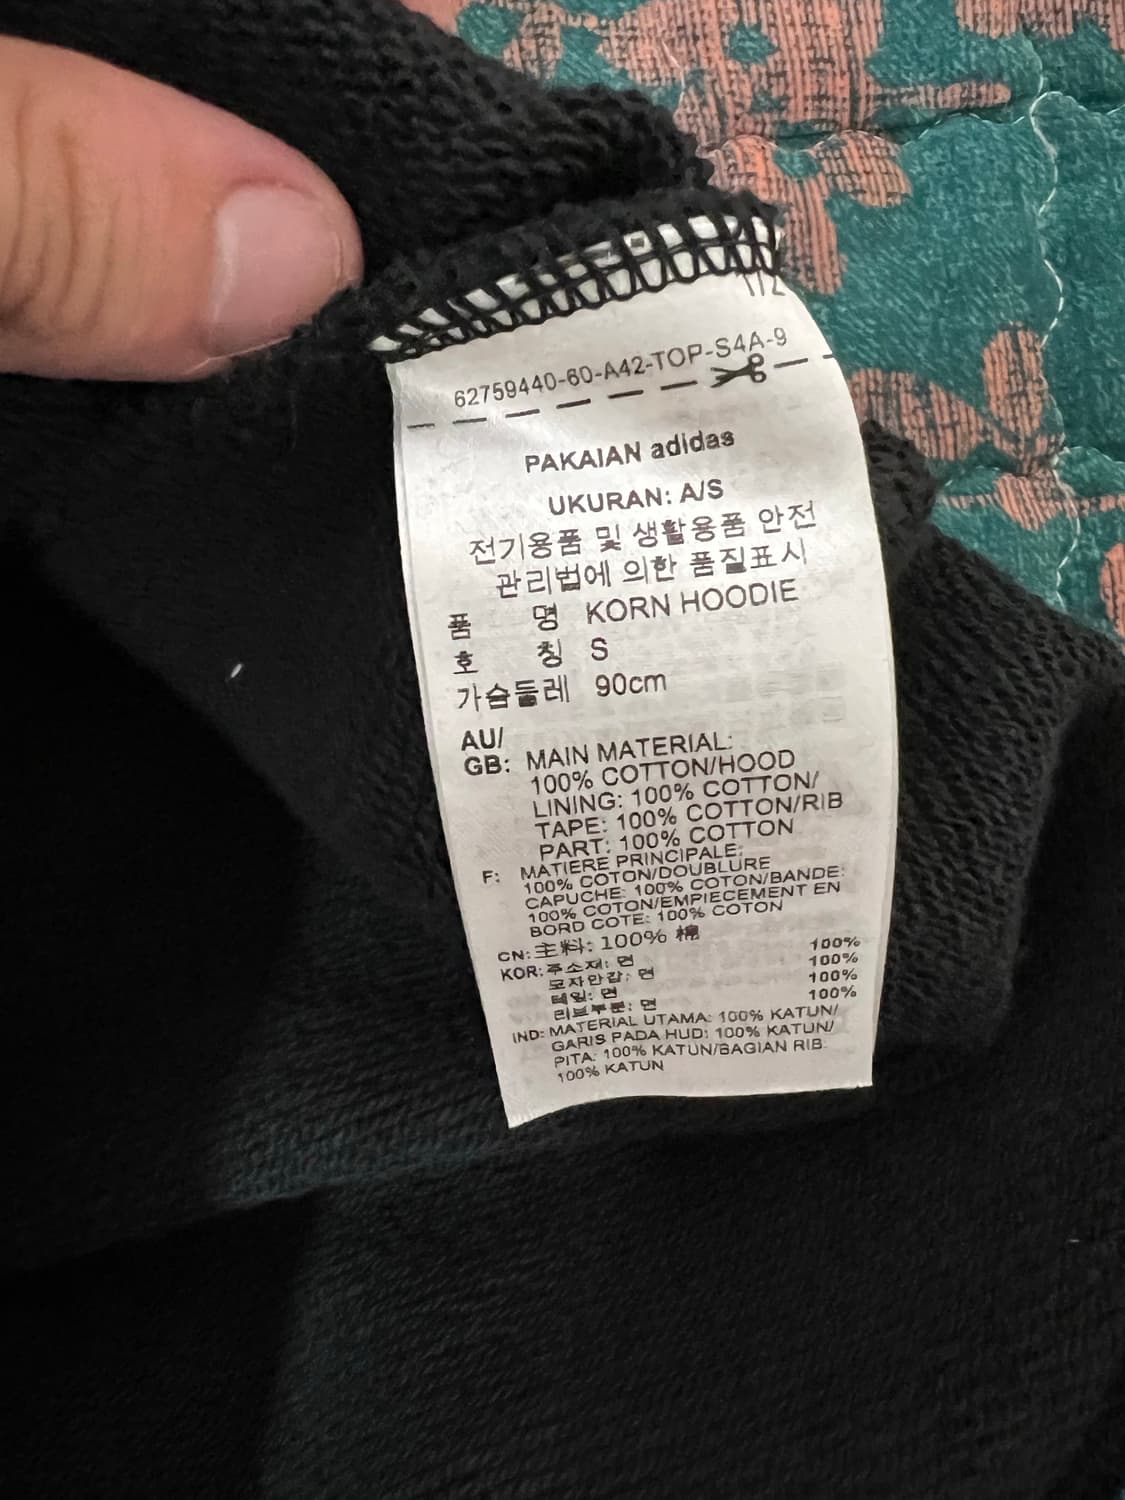 62759440-60-A42-TOP-S4A-9
PAKAIAN adidas
UKURAN: A/S
전기용품 및 생활용품 안전
관리법에 의한 품질표시
품 명 KORN HOODIE
호 칭 S
가슴둘레 90cm
AU/
GB: MAIN MATERIAL:
100% COTTON/HOOD
LINING: 100% COTTON/
TAPE: 100% COTTON/RIB
PART: 100% COTTON
F: MATIERE PRINCIPALE:
100% COTON/DOUBLURE
CAPUCHE: 100% COTON/BANDE:
100% COTON/EMPIECEMENT EN
BORD COTE: 100% COTON
CN: 主料: 100% 棉
KOR: 주소재: 면 100%
모자안감: 면 100%
테잎: 면 100%
리브부분: 면 100%
IND: MATERIAL UTAMA: 100% KATUN/
GARIS PADA HUD: 100% KATUN/
PITA: 100% KATUN/BAGIAN RIB:
100% KATUN